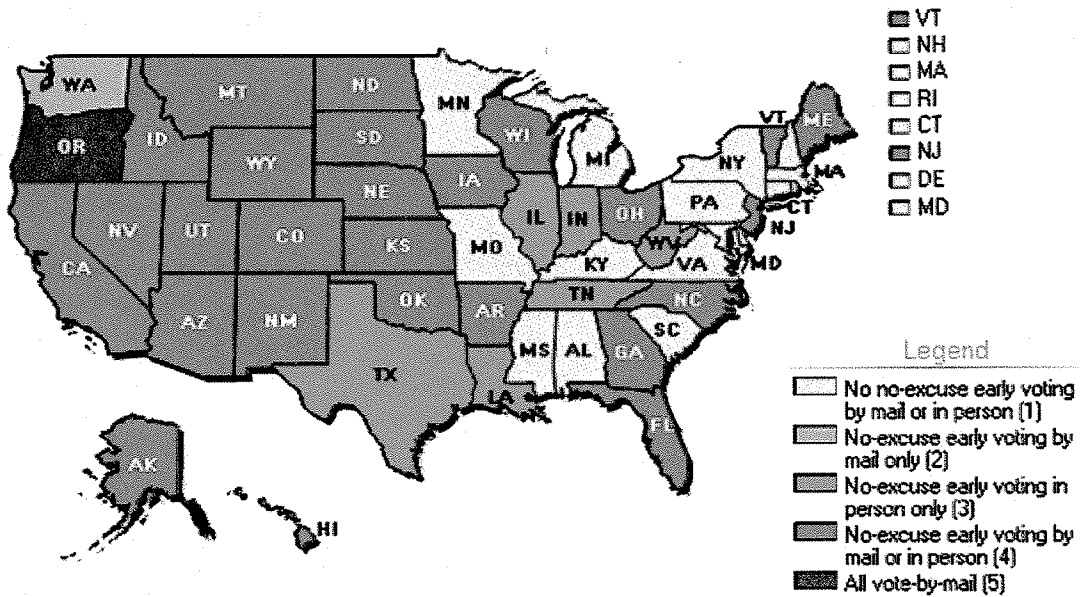 VT
NH
MA
RI
CT
NJ
DE
MD
WA
MT
ND
MN
OR
ID
SD
WI
MI
VT
ME
WY
NY
MA
NE
IA
PA
CT
NV
UT
CO
IL
IN
OH
NJ
CA
KS
MO
WV
VA
MD
KY
AZ
NM
OK
AR
TN
NC
SC
TX
MS
AL
GA
LA
FL
AK
HI
Legend
No no-excuse early voting
by mail or in person (1)
No-excuse early voting by
mail only (2)
No-excuse early voting in
person only (3)
No-excuse early voting by
mail or in person (4)
All vote-by-mail (5)